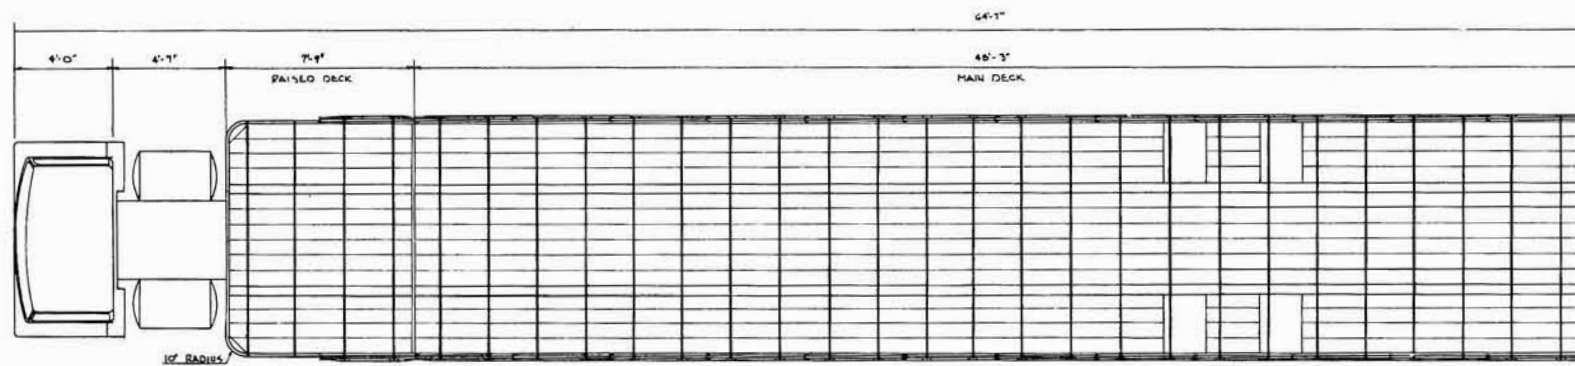 64'-7"
4'-0"
4'-7"
7'-9"
48'-3"
RAISED DECK
MAIN DECK
10" RADIUS